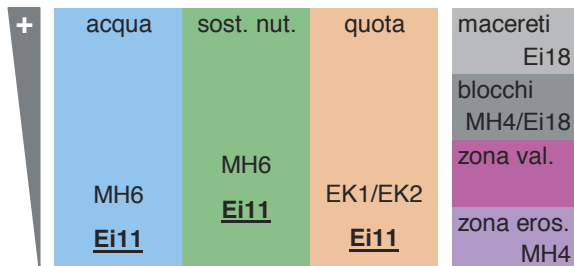 +
acqua
sost. nut.
quota
MH6
MH6
EK1/EK2
Ei11
Ei11
Ei11
macereti
Ei18
blocchi
MH4/Ei18
zona val.
zona eros.
MH4